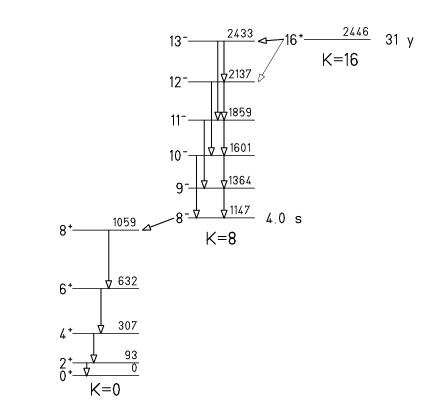 13⁻ 2433 16⁺ 2446 31 y
K=16
12⁻ 2137
11⁻ 1859
10⁻ 1601
9⁻ 1364
8⁻ 1147 4.0 s
K=8
8⁺ 1059
6⁺ 632
4⁺ 307
2⁺ 93
0⁺ 0
K=0